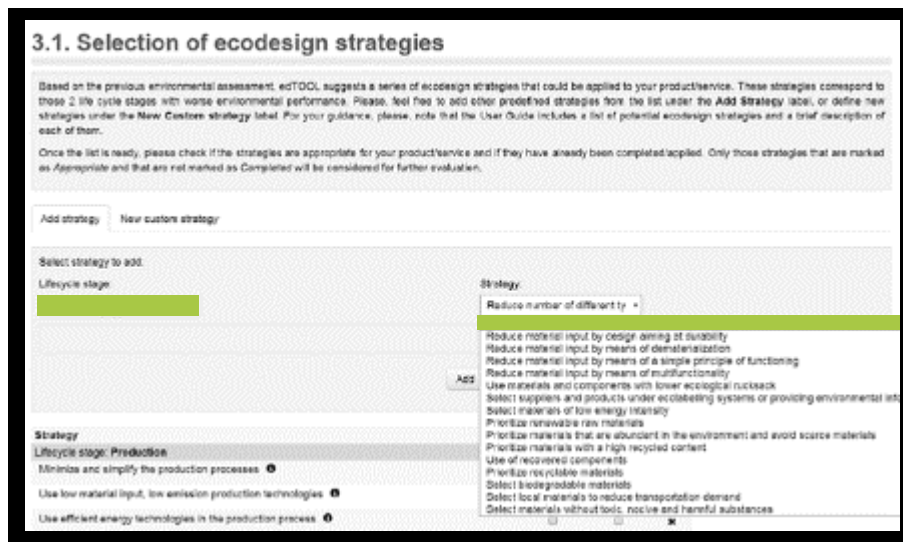 3.1. Selection of ecodesign strategies
Based on the previous environmental assessment, edTOOL suggests a series of ecodesign strategies that could be applied to your product/service. These strategies correspond to
those 2 life cycle stages with worse environmental performance. Please, feel free to add other predefined strategies from the list under the Add Strategy label, or define new
strategies under the New Custom strategy label. For your guidance, please, note that the User Guide includes a list of potential ecodesign strategies and a brief description of
each of them.
Once the list is ready, please check if the strategies are appropriate for your product/service and if they have already been completed/applied. Only those strategies that are marked
as Appropriate and that are not marked as Completed will be considered for further evaluation.
Add strategy New custom strategy
Select strategy to add:
Lifecycle stage: Strategy:
Reduce number of different ty
Reduce material input by design aiming at durability
Reduce material input by means of dematerialization
Reduce material input by means of a simple principle of functioning
Reduce material input by means of multifunctionality
Add
Use materials and components with lower ecological rucksack
Select suppliers and products under ecolabelling systems or providing environmental info
Select materials of low energy intensity
Prioritize renewable raw materials
Prioritize materials that are abundant in the environment and avoid scarce materials
Prioritize materials with a high recycled content
Use of recovered components
Prioritize recyclable materials
Select biodegradable materials
Select local materials to reduce transportation demand
Select materials without toxic, nocive and harmful substances
Strategy
Lifecycle stage: Production
Minimize and simplify the production processes
Use low material input, low emission production technologies
Use efficient energy technologies in the production process